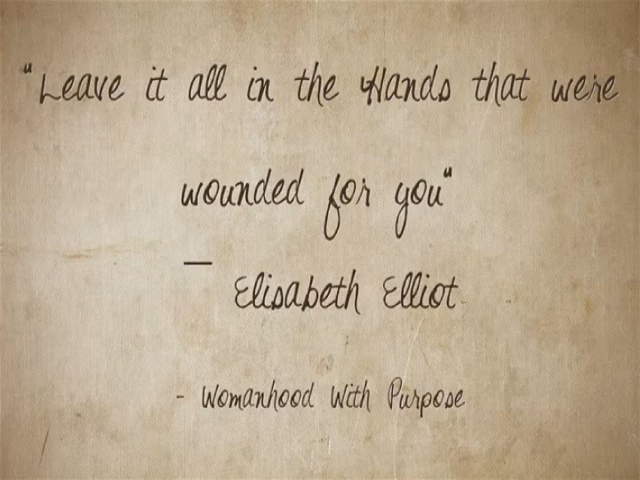 "Leave it all in the Hands that were
wounded for you"
— Elisabeth Elliot
- Womanhood With Purpose